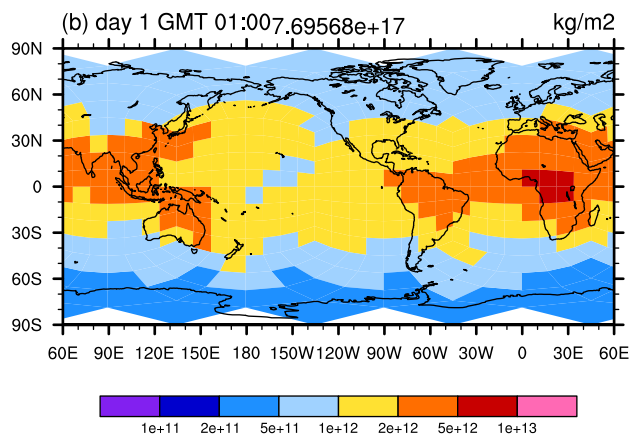 (b) day 1 GMT 01:00 7.69568e+17 kg/m2
90N
60N
30N
0
30S
60S
90S
60E 90E 120E 150E 180 150W 120W 90W 60W 30W 0 30E 60E
1e+11 2e+11 5e+11 1e+12 2e+12 5e+12 1e+13